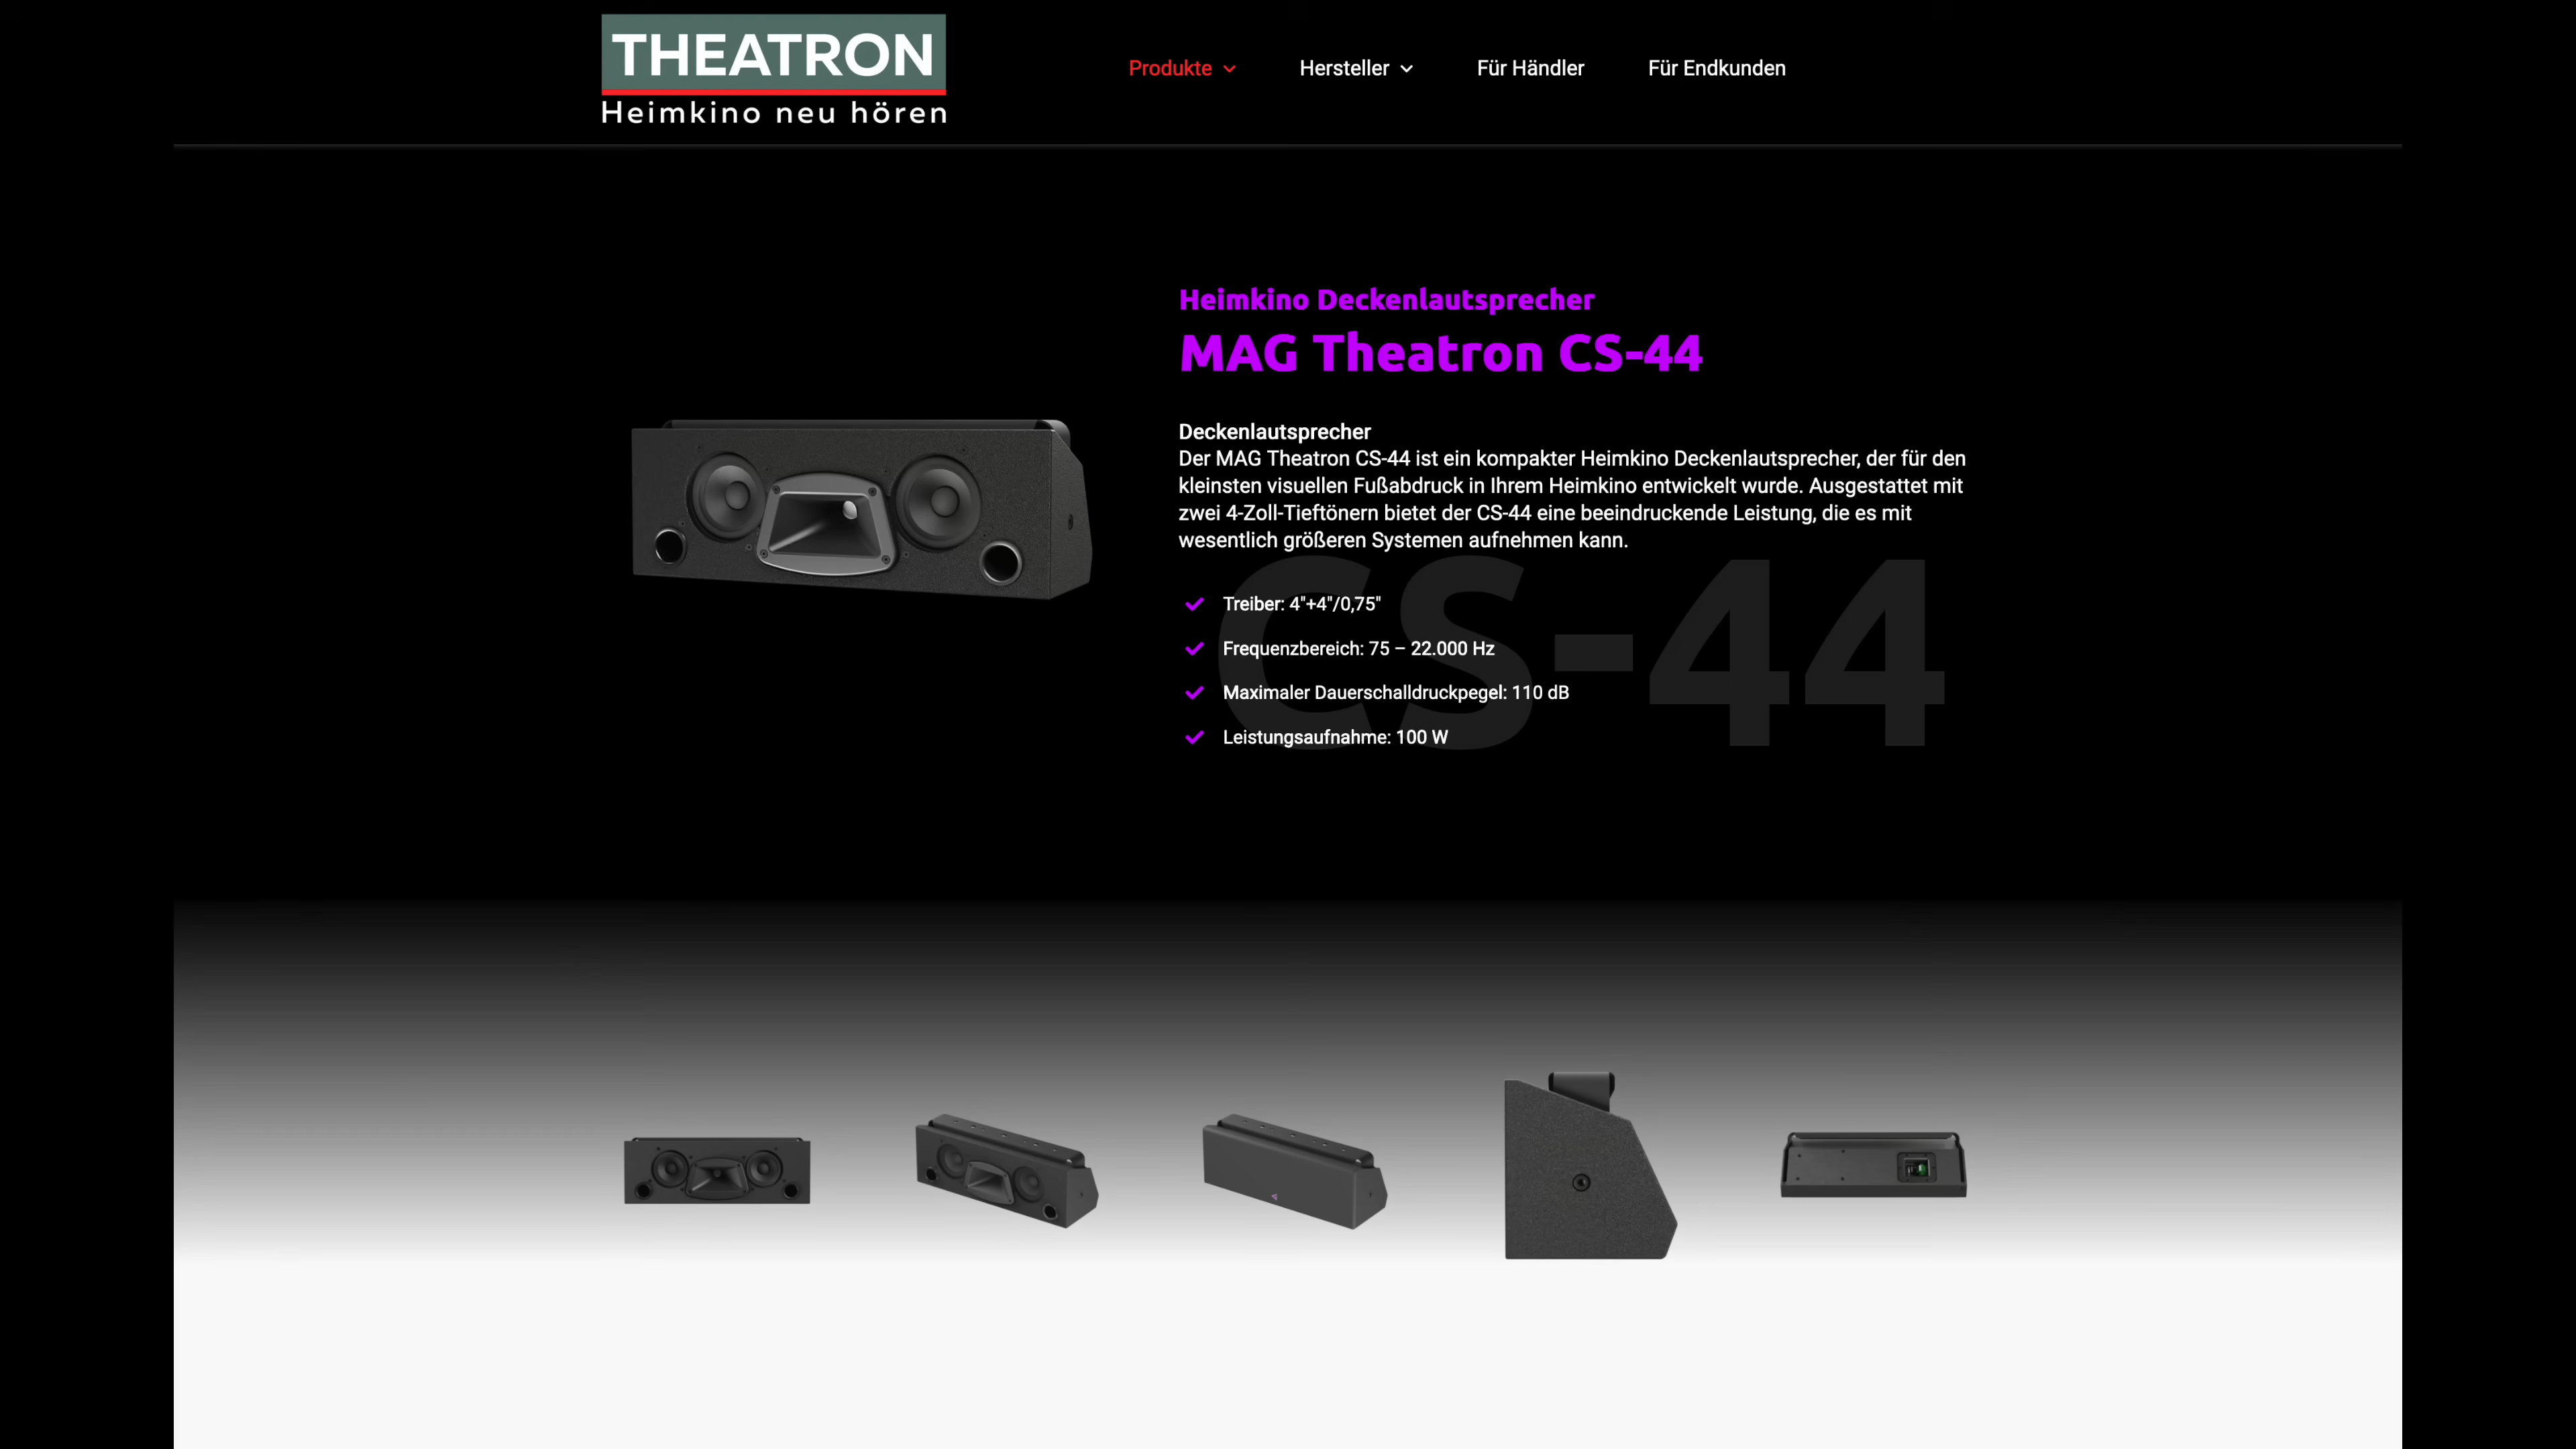 THEATRON
Heimkino neu hören
Produkte
Hersteller
Für Händler
Für Endkunden
Heimkino Deckenlautsprecher
MAG Theatron CS-44
Deckenlautsprecher
Der MAG Theatron CS-44 ist ein kompakter Heimkino Deckenlautsprecher, der für den
kleinsten visuellen Fußabdruck in Ihrem Heimkino entwickelt wurde. Ausgestattet mit
zwei 4-Zoll-Tieftönern bietet der CS-44 eine beeindruckende Leistung, die es mit
wesentlich größeren Systemen aufnehmen kann.
CS-44
Treiber: 4"+4"/0,75"
Frequenzbereich: 75 – 22.000 Hz
Maximaler Dauerschalldruckpegel: 110 dB
Leistungsaufnahme: 100 W